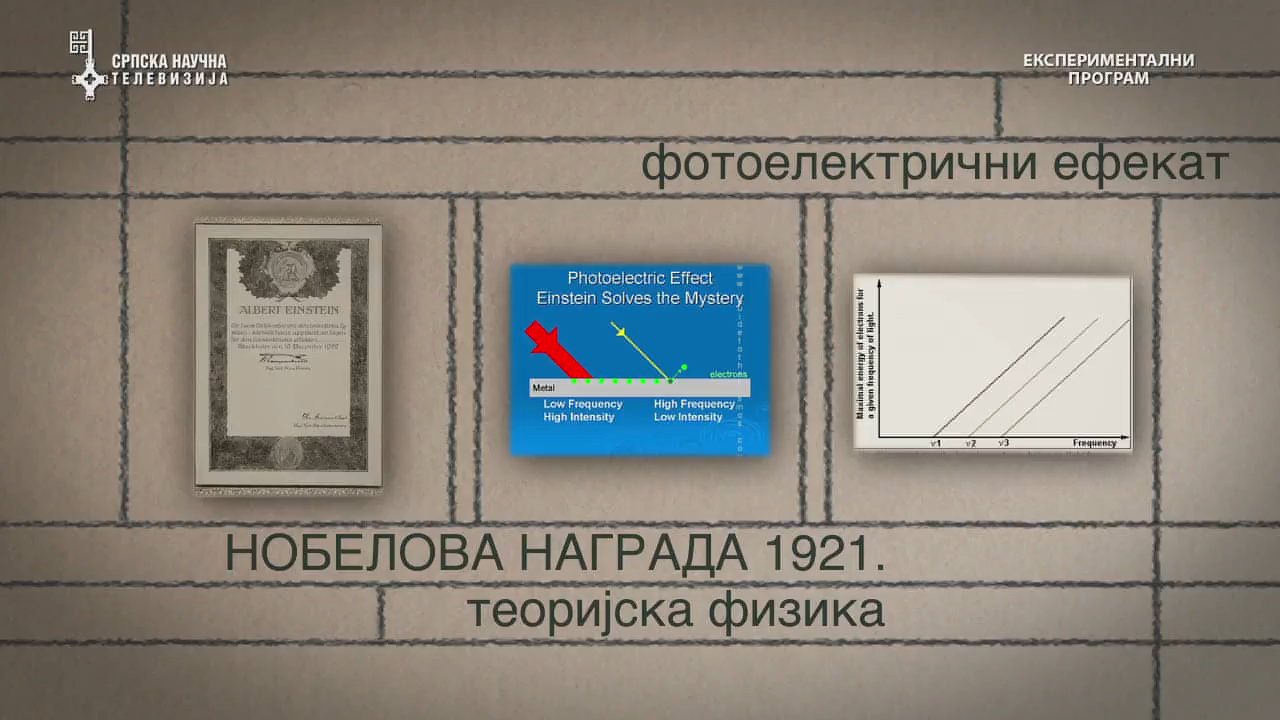 СРПСКА НАУЧНА
ТЕЛЕВИЗИЈА
ЕКСПЕРИМЕНТАЛНИ
ПРОГРАМ
фотоелектрични ефекат
ALBERT EINSTEIN
Photoelectric Effect
Einstein Solves the Mystery
electrons
Metal
Low Frequency
High Intensity
High Frequency
Low Intensity
Maximal energy of electrons for
a given frequency of light.
ν1 ν2 ν3
Frequency
НОБЕЛОВА НАГРАДА 1921.
теоријска физика